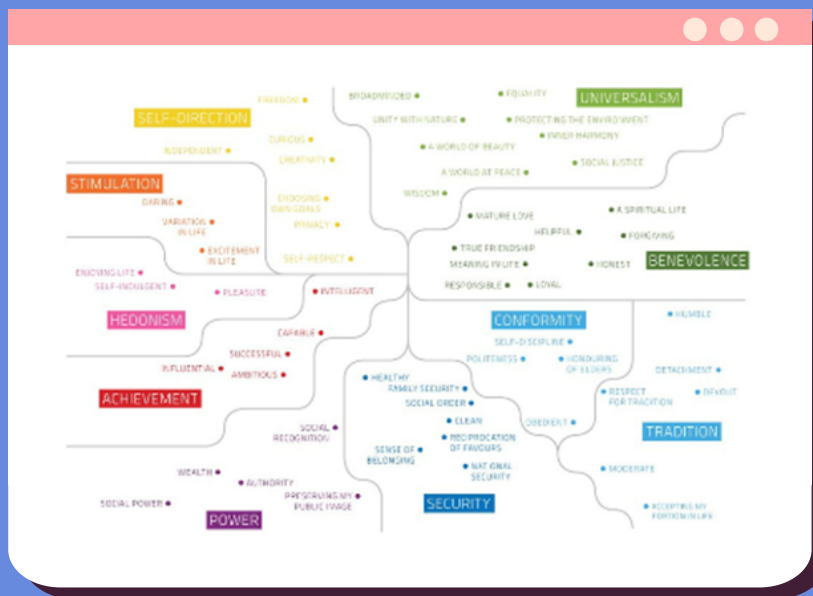 SELF-DIRECTION
FREEDOM
CURIOUS
INDEPENDENT
CREATIVITY
CHOOSING
OWN GOALS
PRIVACY
SELF-RESPECT
UNIVERSALISM
BROADMINDED
EQUALITY
UNITY WITH NATURE
PROTECTING THE ENVIRONMENT
INNER HARMONY
A WORLD OF BEAUTY
SOCIAL JUSTICE
A WORLD AT PEACE
WISDOM
STIMULATION
DARING
VARIATION
IN LIFE
EXCITEMENT
IN LIFE
BENEVOLENCE
MATURE LOVE
A SPIRITUAL LIFE
HELPFUL
FORGIVING
TRUE FRIENDSHIP
MEANING IN LIFE
HONEST
RESPONSIBLE
LOYAL
HEDONISM
ENJOYING LIFE
SELF-INDULGENT
PLEASURE
ACHIEVEMENT
INTELLIGENT
CAPABLE
SUCCESSFUL
INFLUENTIAL
AMBITIOUS
CONFORMITY
SELF-DISCIPLINE
POLITENESS
HONOURING
OF ELDERS
OBEDIENT
TRADITION
HUMBLE
DETACHMENT
RESPECT
FOR TRADITION
DEVOUT
MODERATE
ACCEPTING MY
PORTION IN LIFE
SECURITY
HEALTHY
FAMILY SECURITY
SOCIAL ORDER
CLEAN
RECIPROCATION
OF FAVOURS
SENSE OF
BELONGING
NATIONAL
SECURITY
POWER
SOCIAL
RECOGNITION
WEALTH
AUTHORITY
PRESERVING MY
PUBLIC IMAGE
SOCIAL POWER